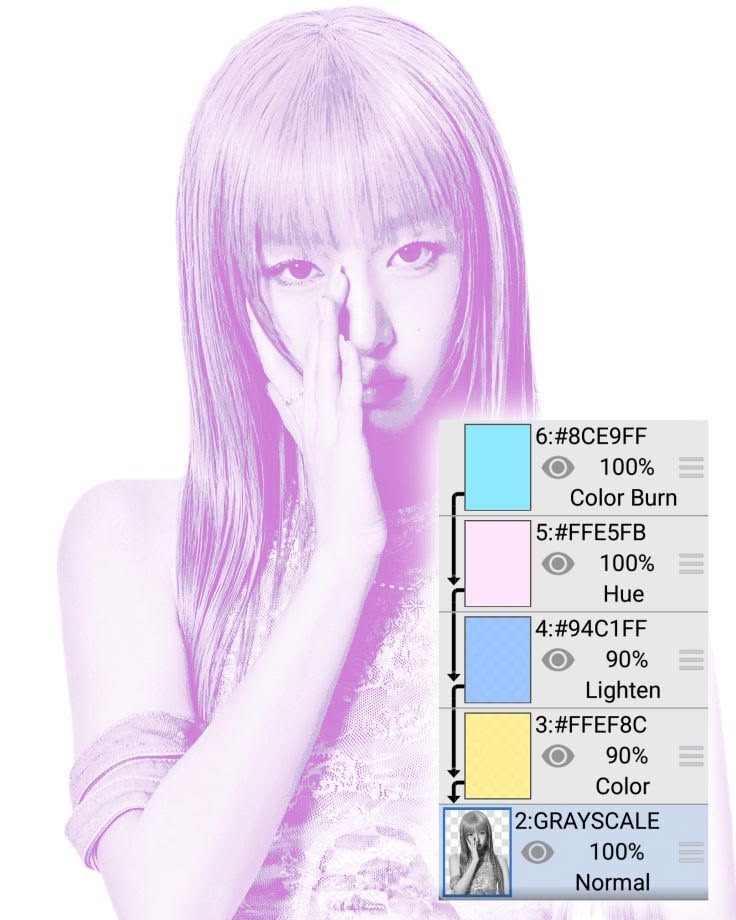 6:#8CE9FF
100%
Color Burn
5:#FFE5FB
100%
Hue
4:#94C1FF
90%
Lighten
3:#FFEF8C
90%
Color
2:GRAYSCALE
100%
Normal